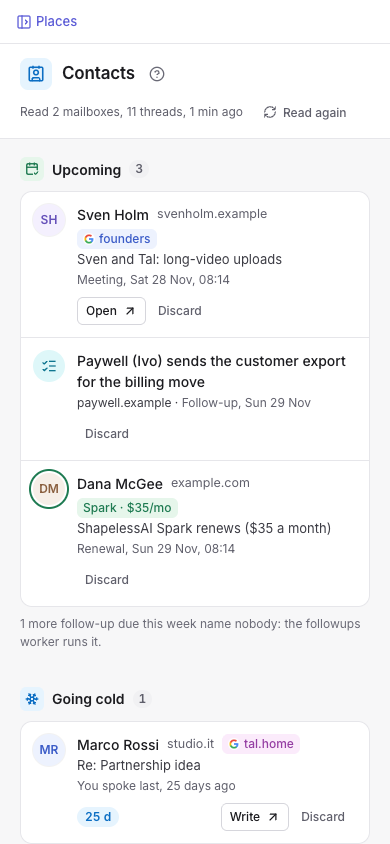 Places
Contacts
Read 2 mailboxes, 11 threads, 1 min ago
Read again
Upcoming 3
SH
Sven Holm svenholm.example
founders
Sven and Tal: long-video uploads
Meeting, Sat 28 Nov, 08:14
Open
Discard
Paywell (Ivo) sends the customer export
for the billing move
paywell.example · Follow-up, Sun 29 Nov
Discard
DM
Dana McGee example.com
Spark · $35/mo
ShapelessAI Spark renews ($35 a month)
Renewal, Sun 29 Nov, 08:14
Discard
1 more follow-up due this week name nobody: the followups
worker runs it.
Going cold 1
MR
Marco Rossi studio.it tal.home
Re: Partnership idea
You spoke last, 25 days ago
25 d
Write
Discard